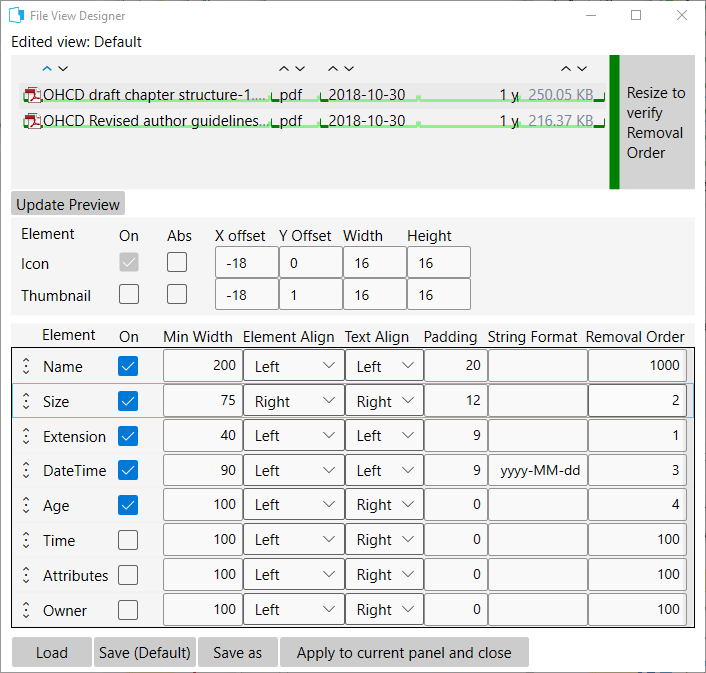 File View Designer
Edited view: Default
OHCD draft chapter structure-1.... .pdf 2018-10-30 1 y 250.05 KB
OHCD Revised author guidelines... .pdf 2018-10-30 1 y 216.37 KB
Resize to
verify
Removal
Order
Update Preview
Element On Abs X offset Y Offset Width Height
Icon -18 0 16 16
Thumbnail -18 1 16 16
Element On Min Width Element Align Text Align Padding String Format Removal Order
Name 200 Left Left 20 1000
Size 75 Right Right 12 2
Extension 40 Left Left 9 1
DateTime 90 Left Left 9 yyyy-MM-dd 3
Age 100 Left Right 0 4
Time 100 Left Right 0 100
Attributes 100 Left Right 0 100
Owner 100 Left Right 0 100
Load Save (Default) Save as Apply to current panel and close